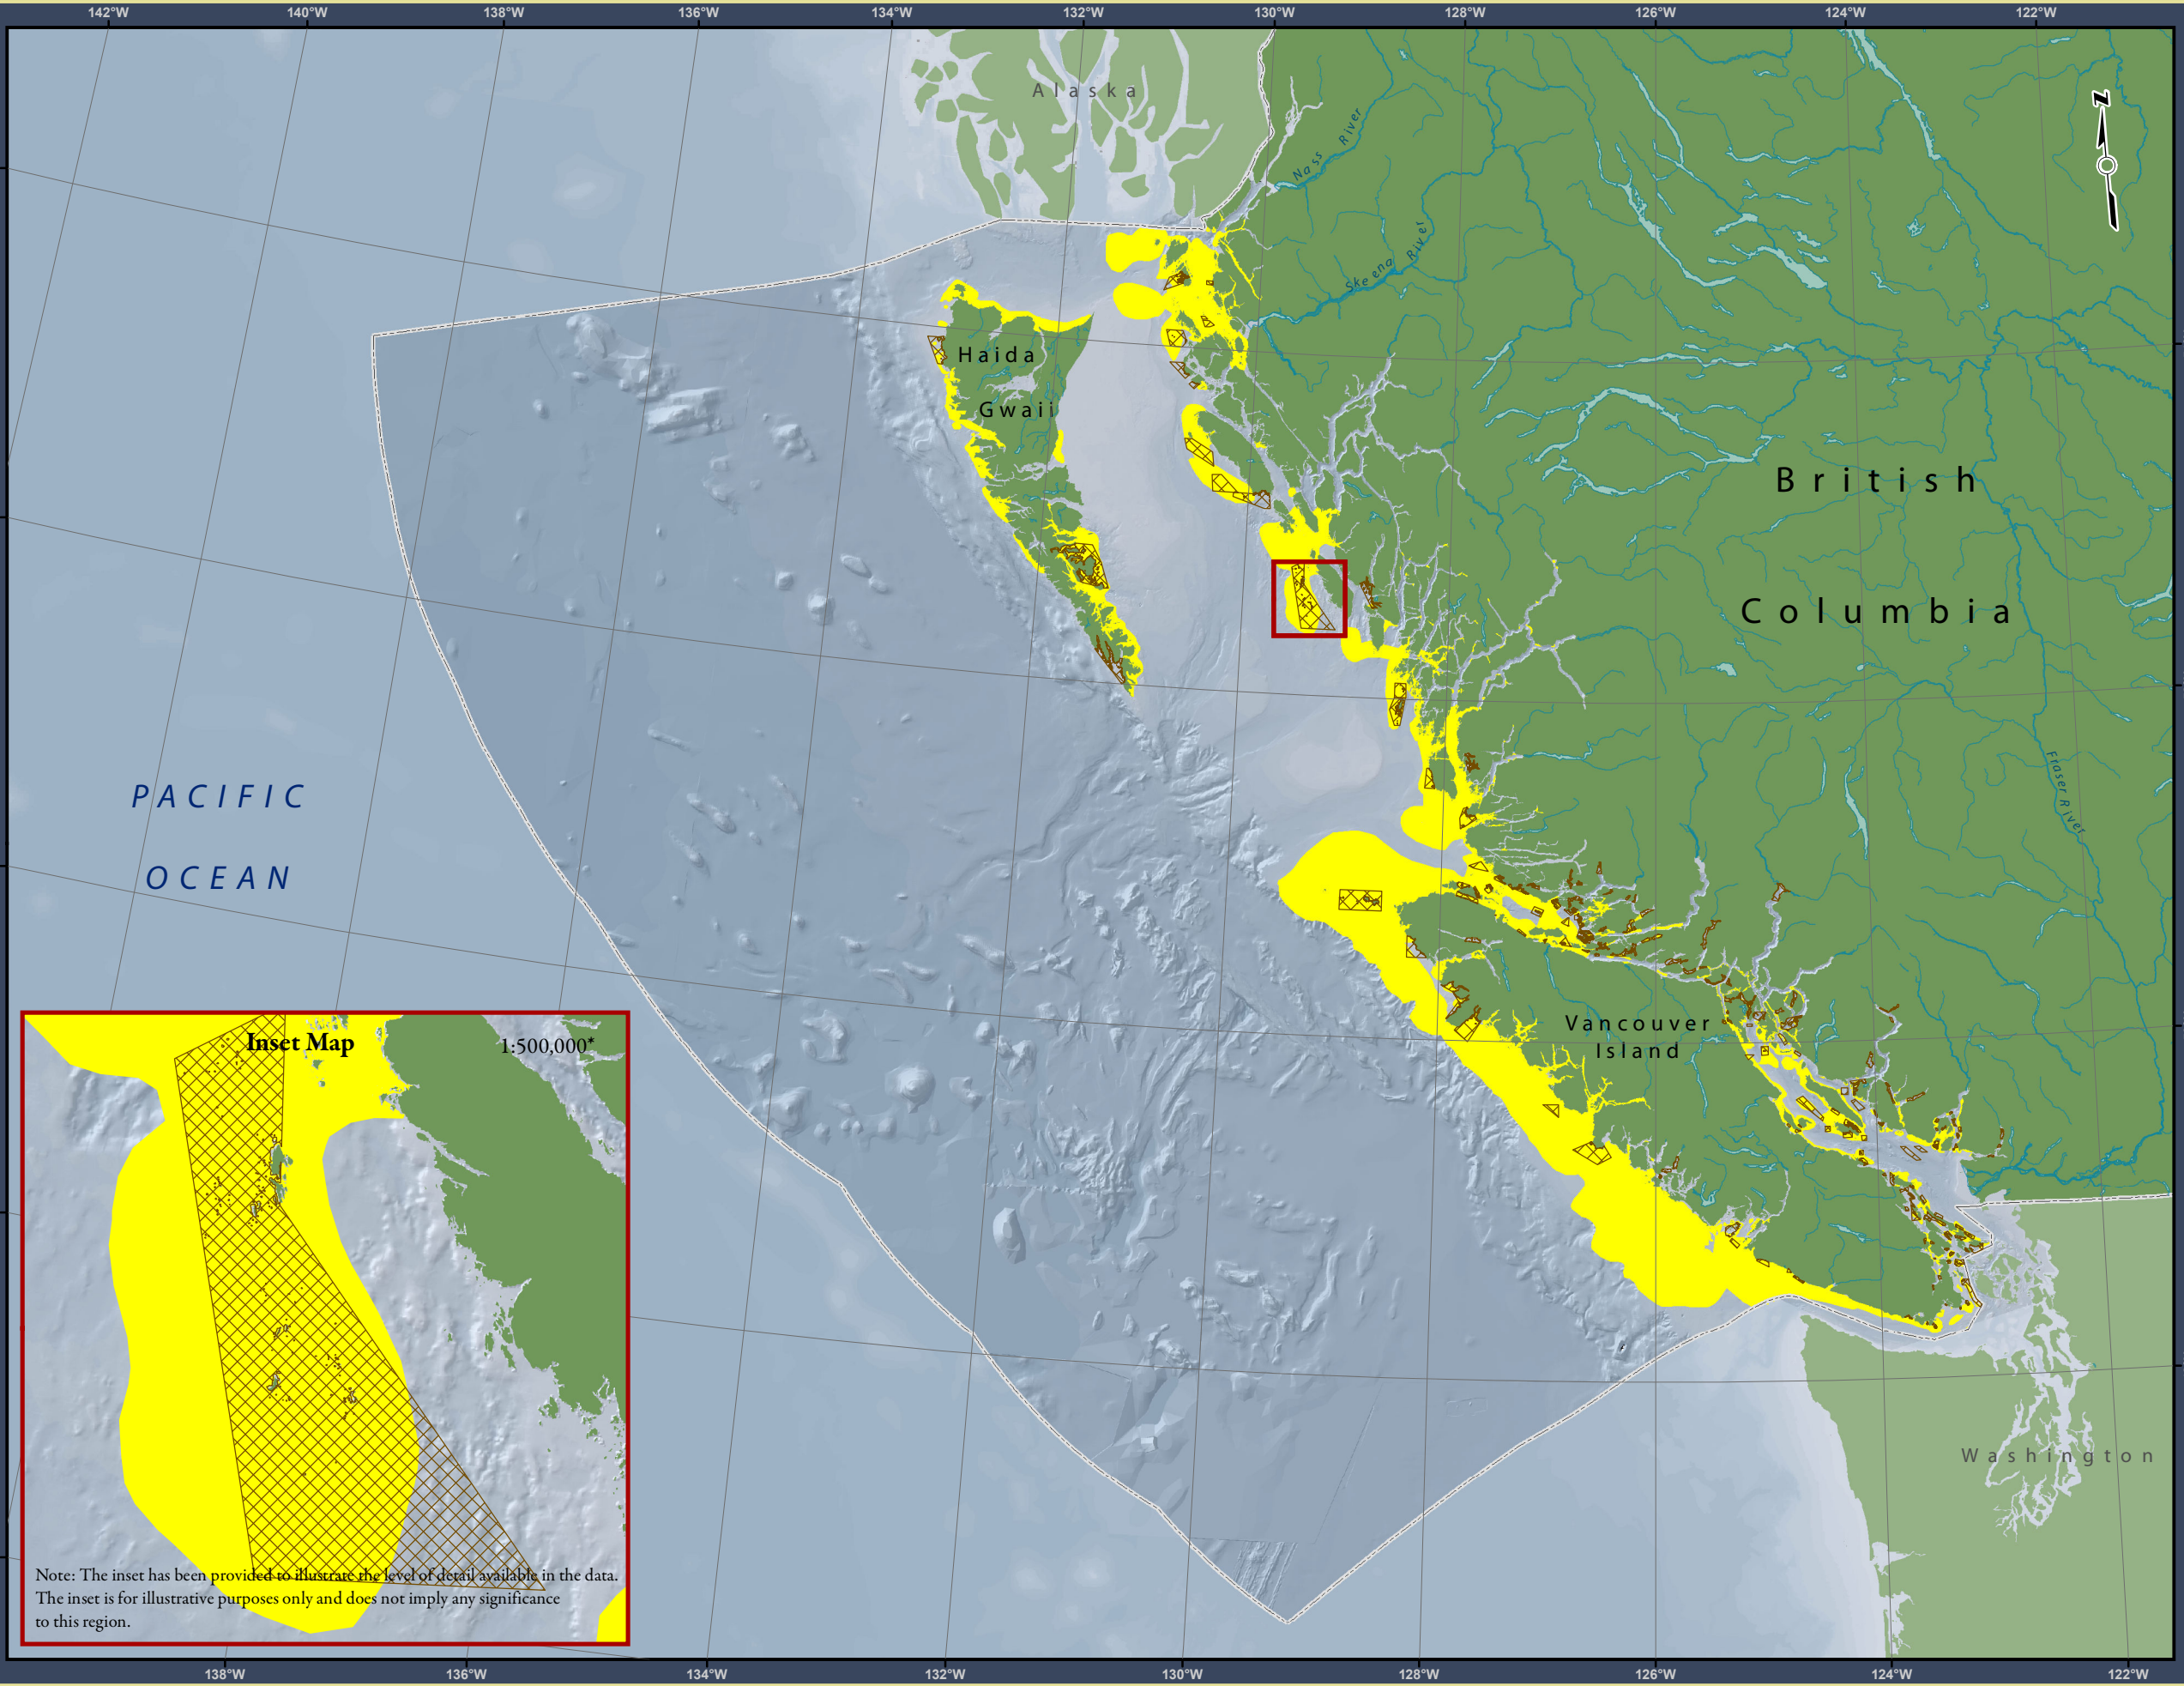 142°W 140°W 138°W 136°W 134°W 132°W 130°W 128°W 126°W 124°W 122°W
Alaska
N
Nass River
Skeena River
Haida
Gwaii
British
Columbia
PACIFIC
OCEAN
Fraser River
Vancouver
Island
Inset Map
1:500,000*
Washington
Note: The inset has been provided to illustrate the level of detail available in the data.
The inset is for illustrative purposes only and does not imply any significance
to this region.
138°W 136°W 134°W 132°W 130°W 128°W 126°W 124°W 122°W